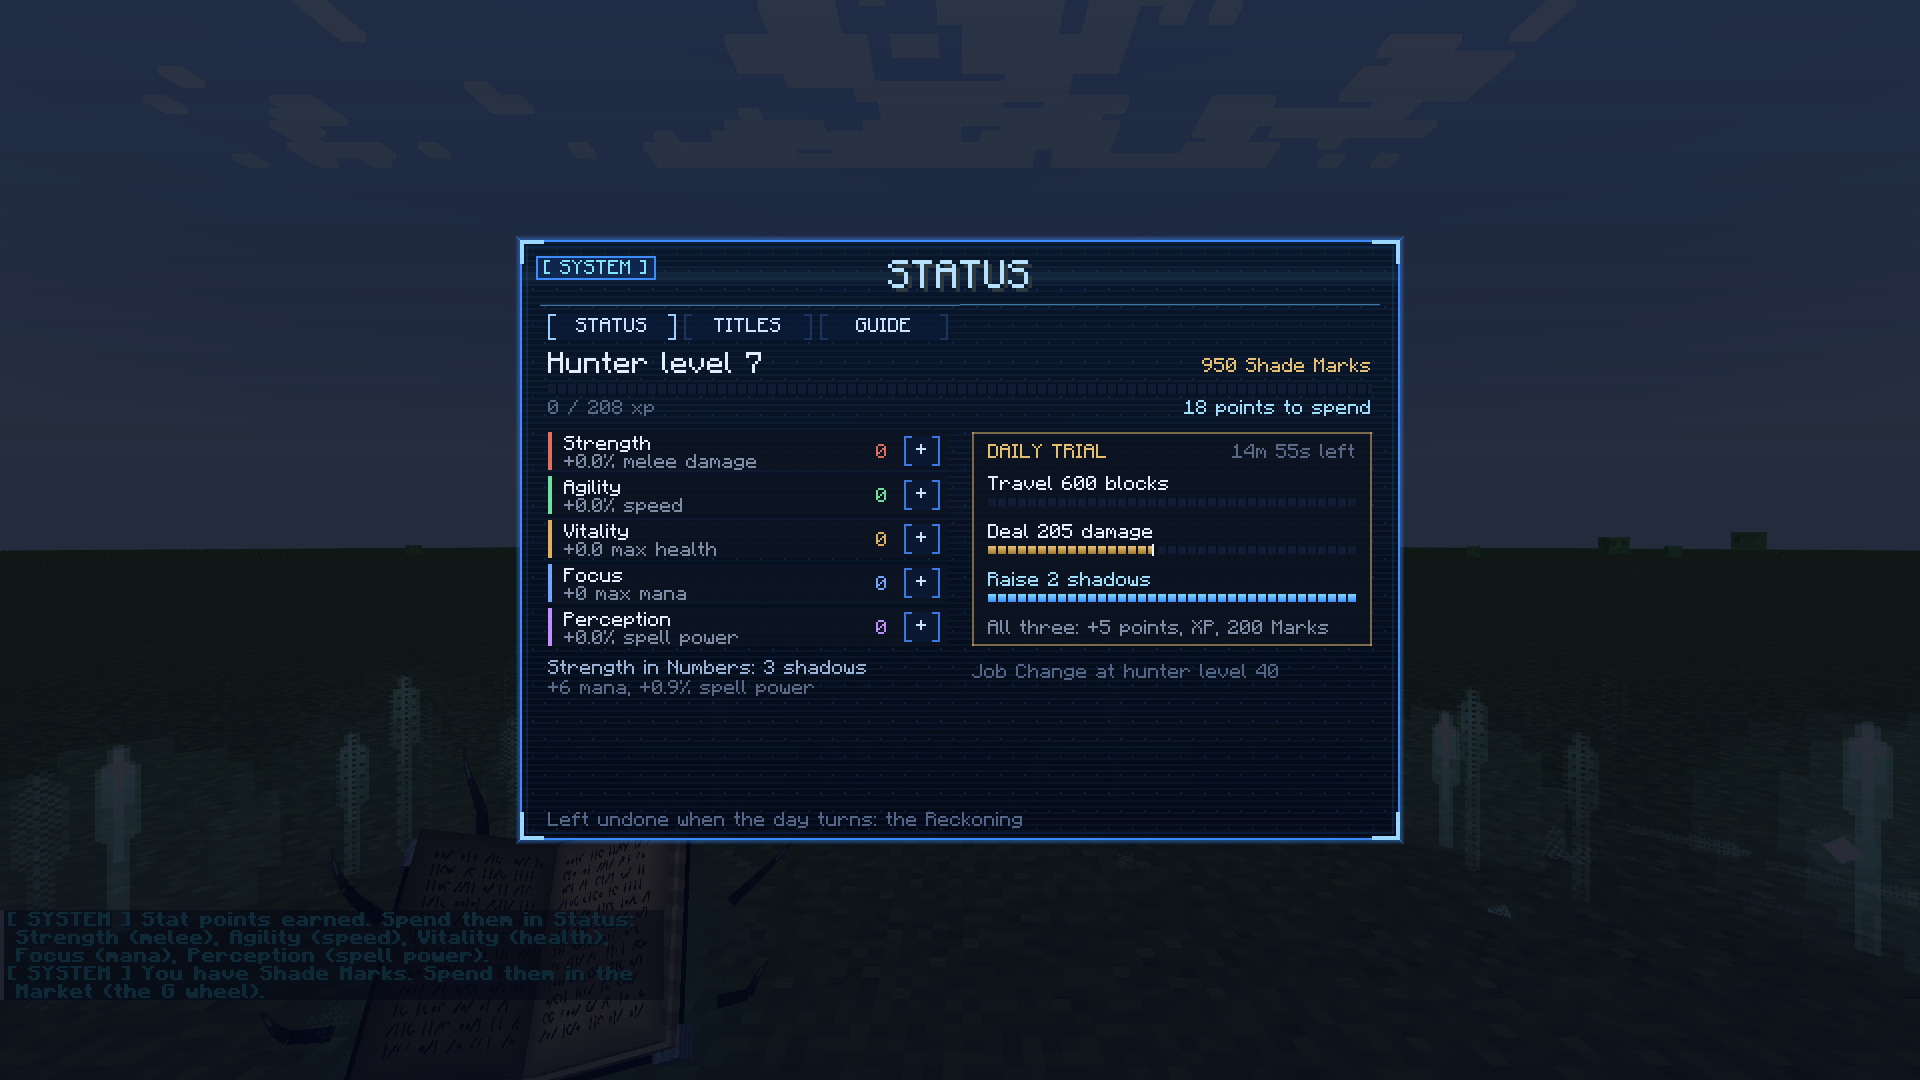 [ SYSTEM ]
STATUS
[ STATUS ] [ TITLES ] [ GUIDE ]
Hunter level 7
950 Shade Marks
0 / 208 xp
18 points to spend
Strength 0 [+]
+0.0% melee damage
Agility 0 [+]
+0.0% speed
Vitality 0 [+]
+0.0 max health
Focus 0 [+]
+0 max mana
Perception 0 [+]
+0.0% spell power
Strength in Numbers: 3 shadows
+6 mana, +0.9% spell power
DAILY TRIAL 14m 55s left
Travel 600 blocks
Deal 205 damage
Raise 2 shadows
All three: +5 points, XP, 200 Marks
Job Change at hunter level 40
Left undone when the day turns: the Reckoning
[ SYSTEM ] Stat points earned. Spend them in Status:
Strength (melee), Agility (speed), Vitality (health),
Focus (mana), Perception (spell power).
[ SYSTEM ] You have Shade Marks. Spend them in the
Market (the G wheel).